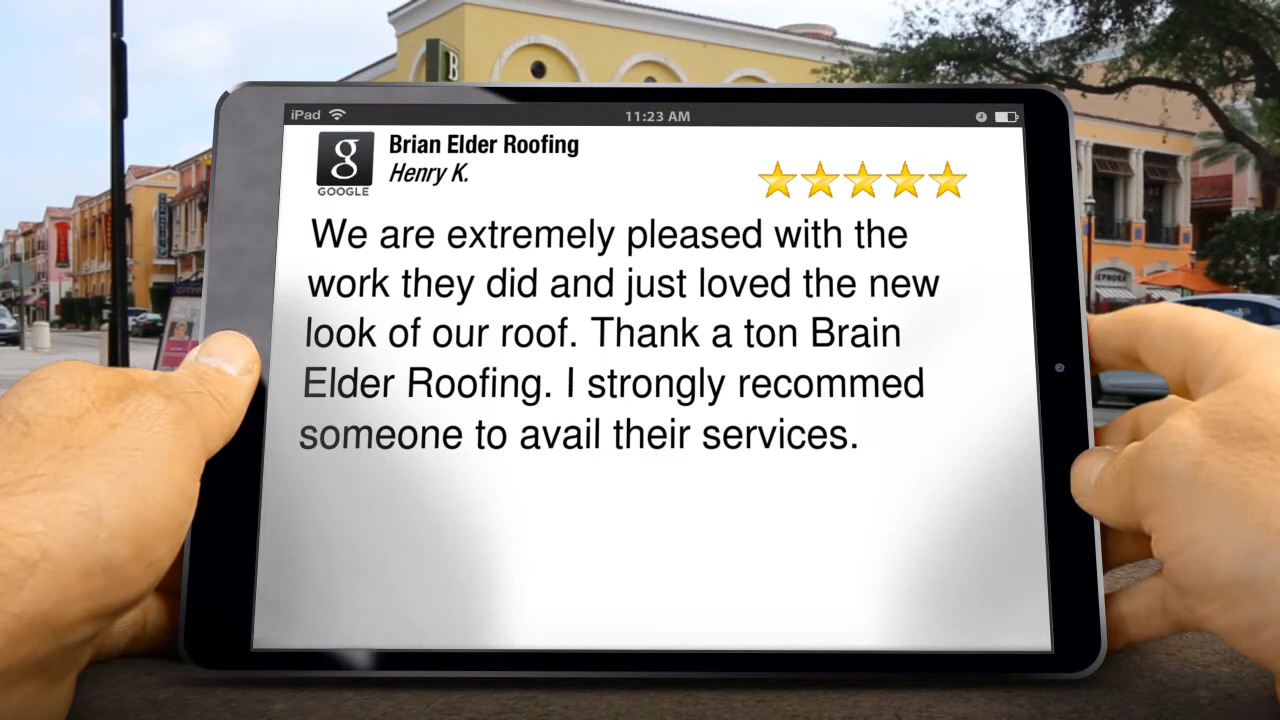 iPad
11:23 AM
g
GOOGLE
Brian Elder Roofing
Henry K.
We are extremely pleased with the
work they did and just loved the new
look of our roof. Thank a ton Brain
Elder Roofing. I strongly recommed
someone to avail their services.
B
SEPHORA